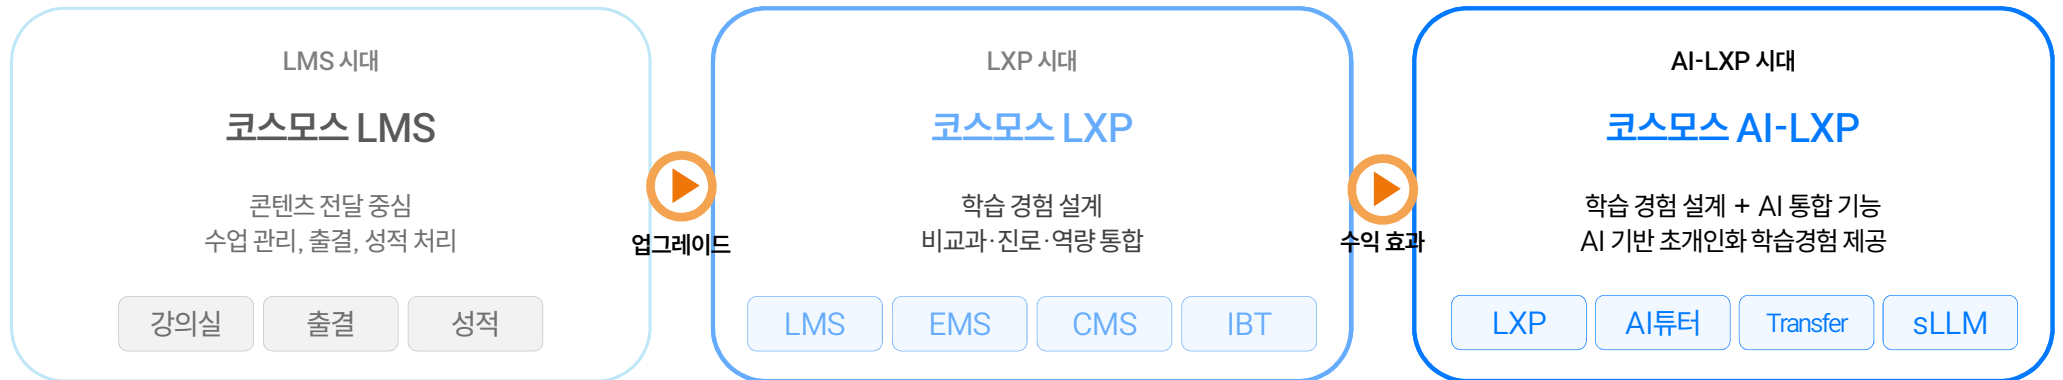 LMS 시대
코스모스 LMS
콘텐츠 전달 중심
수업 관리, 출결, 성적 처리
강의실 출결 성적
업그레이드
LXP 시대
코스모스 LXP
학습 경험 설계
비교과·진로·역량 통합
LMS EMS CMS IBT
수익 효과
AI-LXP 시대
코스모스 AI-LXP
학습 경험 설계 + AI 통합 기능
AI 기반 초개인화 학습경험 제공
LXP AI튜터 Transfer sLLM